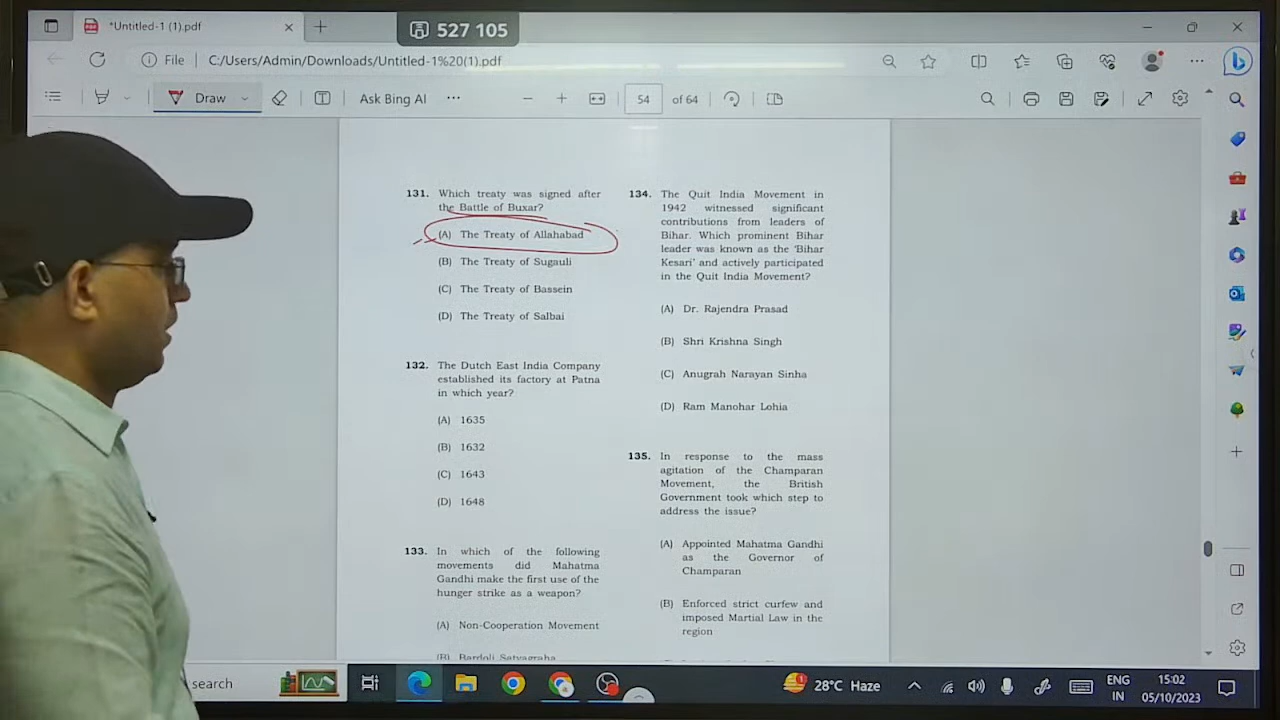 *Untitled-1 (1).pdf
527 105
File
C:/Users/Admin/Downloads/Untitled-1%20(1).pdf
Draw
Ask Bing AI
54
of 64
131. Which treaty was signed after
the Battle of Buxar?
(A) The Treaty of Allahabad
(B) The Treaty of Sugauli
(C) The Treaty of Bassein
(D) The Treaty of Salbai
132. The Dutch East India Company
established its factory at Patna
in which year?
(A) 1635
(B) 1632
(C) 1643
(D) 1648
133. In which of the following
movements did Mahatma
Gandhi make the first use of the
hunger strike as a weapon?
(A) Non-Cooperation Movement
(B) Bardoli Satyagraha
134. The Quit India Movement in
1942 witnessed significant
contributions from leaders of
Bihar. Which prominent Bihar
leader was known as the 'Bihar
Kesari' and actively participated
in the Quit India Movement?
(A) Dr. Rajendra Prasad
(B) Shri Krishna Singh
(C) Anugrah Narayan Sinha
(D) Ram Manohar Lohia
135. In response to the mass
agitation of the Champaran
Movement, the British
Government took which step to
address the issue?
(A) Appointed Mahatma Gandhi
as the Governor of
Champaran
(B) Enforced strict curfew and
imposed Martial Law in the
region
search
28°C Haze
ENG
IN
15:02
05/10/2023